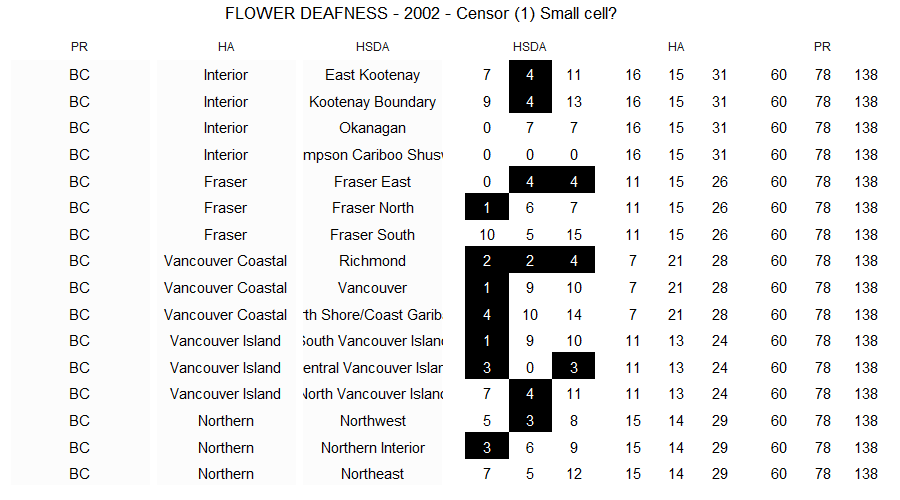 FLOWER DEAFNESS - 2002 - Censor (1) Small cell?
PR HA HSDA HSDA HA PR
BC Interior East Kootenay 7 4 11 16 15 31 60 78 138
BC Interior Kootenay Boundary 9 4 13 16 15 31 60 78 138
BC Interior Okanagan 0 7 7 16 15 31 60 78 138
BC Interior mpson Cariboo Shusw 0 0 0 16 15 31 60 78 138
BC Fraser Fraser East 0 4 4 11 15 26 60 78 138
BC Fraser Fraser North 1 6 7 11 15 26 60 78 138
BC Fraser Fraser South 10 5 15 11 15 26 60 78 138
BC Vancouver Coastal Richmond 2 2 4 7 21 28 60 78 138
BC Vancouver Coastal Vancouver 1 9 10 7 21 28 60 78 138
BC Vancouver Coastal rth Shore/Coast Garib 4 10 14 7 21 28 60 78 138
BC Vancouver Island South Vancouver Island 1 9 10 11 13 24 60 78 138
BC Vancouver Island entral Vancouver Islan 3 0 3 11 13 24 60 78 138
BC Vancouver Island North Vancouver Island 7 4 11 11 13 24 60 78 138
BC Northern Northwest 5 3 8 15 14 29 60 78 138
BC Northern Northern Interior 3 6 9 15 14 29 60 78 138
BC Northern Northeast 7 5 12 15 14 29 60 78 138